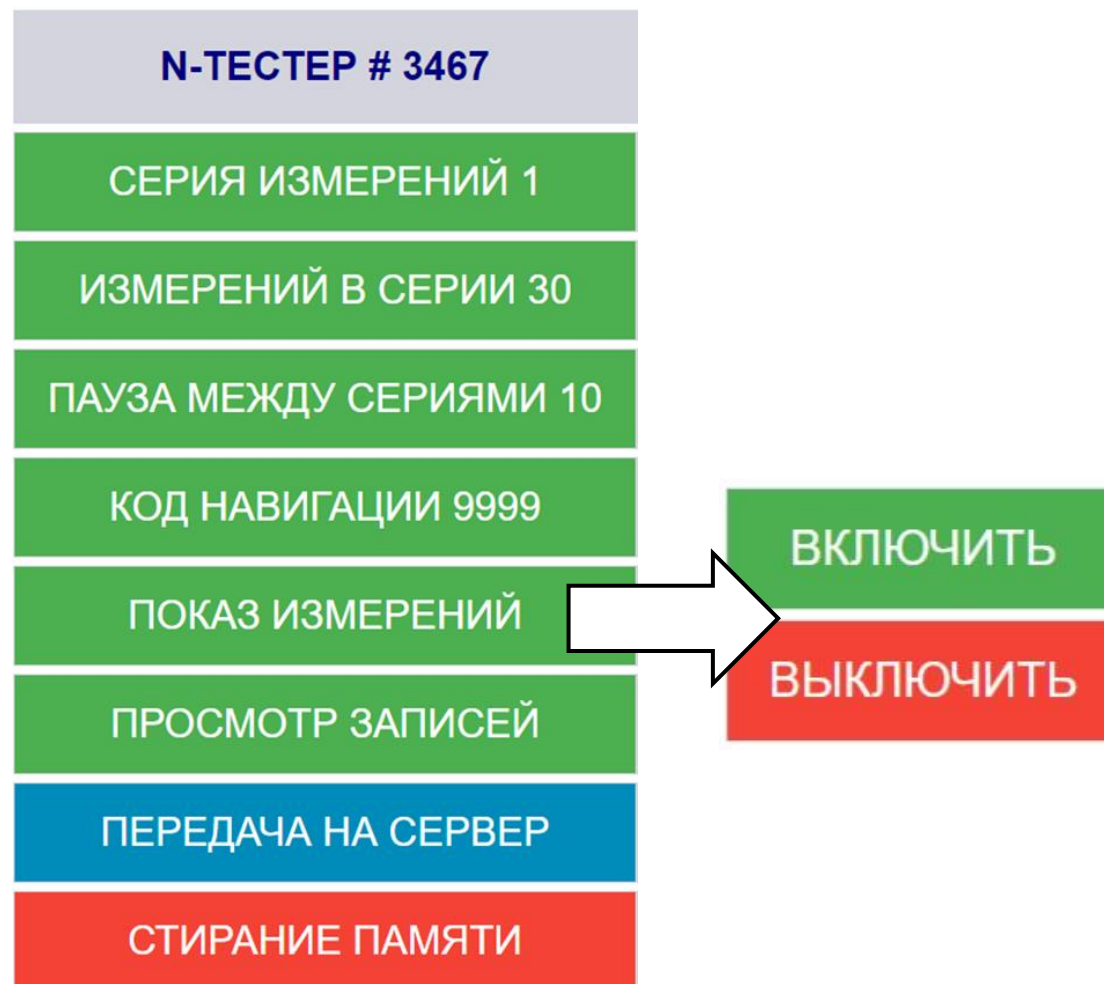 N-ТЕСТЕР # 3467
СЕРИЯ ИЗМЕРЕНИЙ 1
ИЗМЕРЕНИЙ В СЕРИИ 30
ПАУЗА МЕЖДУ СЕРИЯМИ 10
КОД НАВИГАЦИИ 9999
ПОКАЗ ИЗМЕРЕНИЙ
ПРОСМОТР ЗАПИСЕЙ
ПЕРЕДАЧА НА СЕРВЕР
СТИРАНИЕ ПАМЯТИ
ВКЛЮЧИТЬ
ВЫКЛЮЧИТЬ